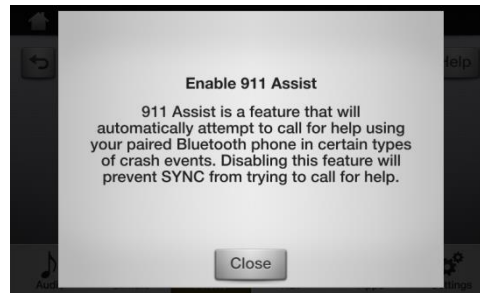 Help
Enable 911 Assist
911 Assist is a feature that will
automatically attempt to call for help using
your paired Bluetooth phone in certain types
of crash events. Disabling this feature will
prevent SYNC from trying to call for help.
Close